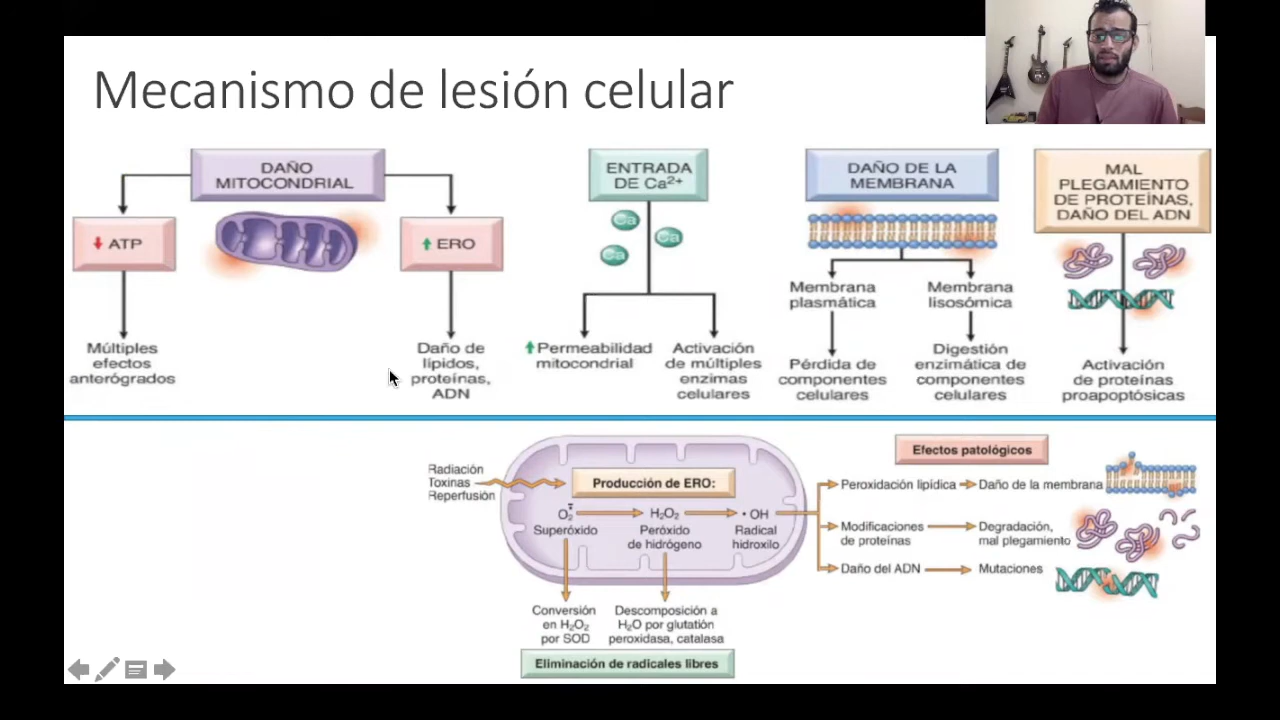 Mecanismo de lesión celular
DAÑO
MITOCONDRIAL
ATP
ERO
Múltiples
efectos
anterógrados
Daño de
lípidos,
proteínas,
ADN
ENTRADA
DE Ca²⁺
Ca
Ca
Ca
Permeabilidad
mitocondrial
Activación
de múltiples
enzimas
celulares
DAÑO DE LA
MEMBRANA
Membrana
plasmática
Membrana
lisosómica
Pérdida de
componentes
celulares
Digestión
enzimática de
componentes
celulares
MAL
PLEGAMIENTO
DE PROTEÍNAS,
DAÑO DEL ADN
Activación
de proteínas
proapoptósicas
Radiación
Toxinas
Reperfusión
Producción de ERO:
O₂⁻
Superóxido
H₂O₂
Peróxido
de hidrógeno
• OH
Radical
hidroxilo
Conversión
en H₂O₂
por SOD
Descomposición a
H₂O por glutatión
peroxidasa, catalasa
Eliminación de radicales libres
Efectos patológicos
Peroxidación lipídica
Daño de la membrana
Modificaciones
de proteínas
Degradación,
mal plegamiento
Daño del ADN
Mutaciones